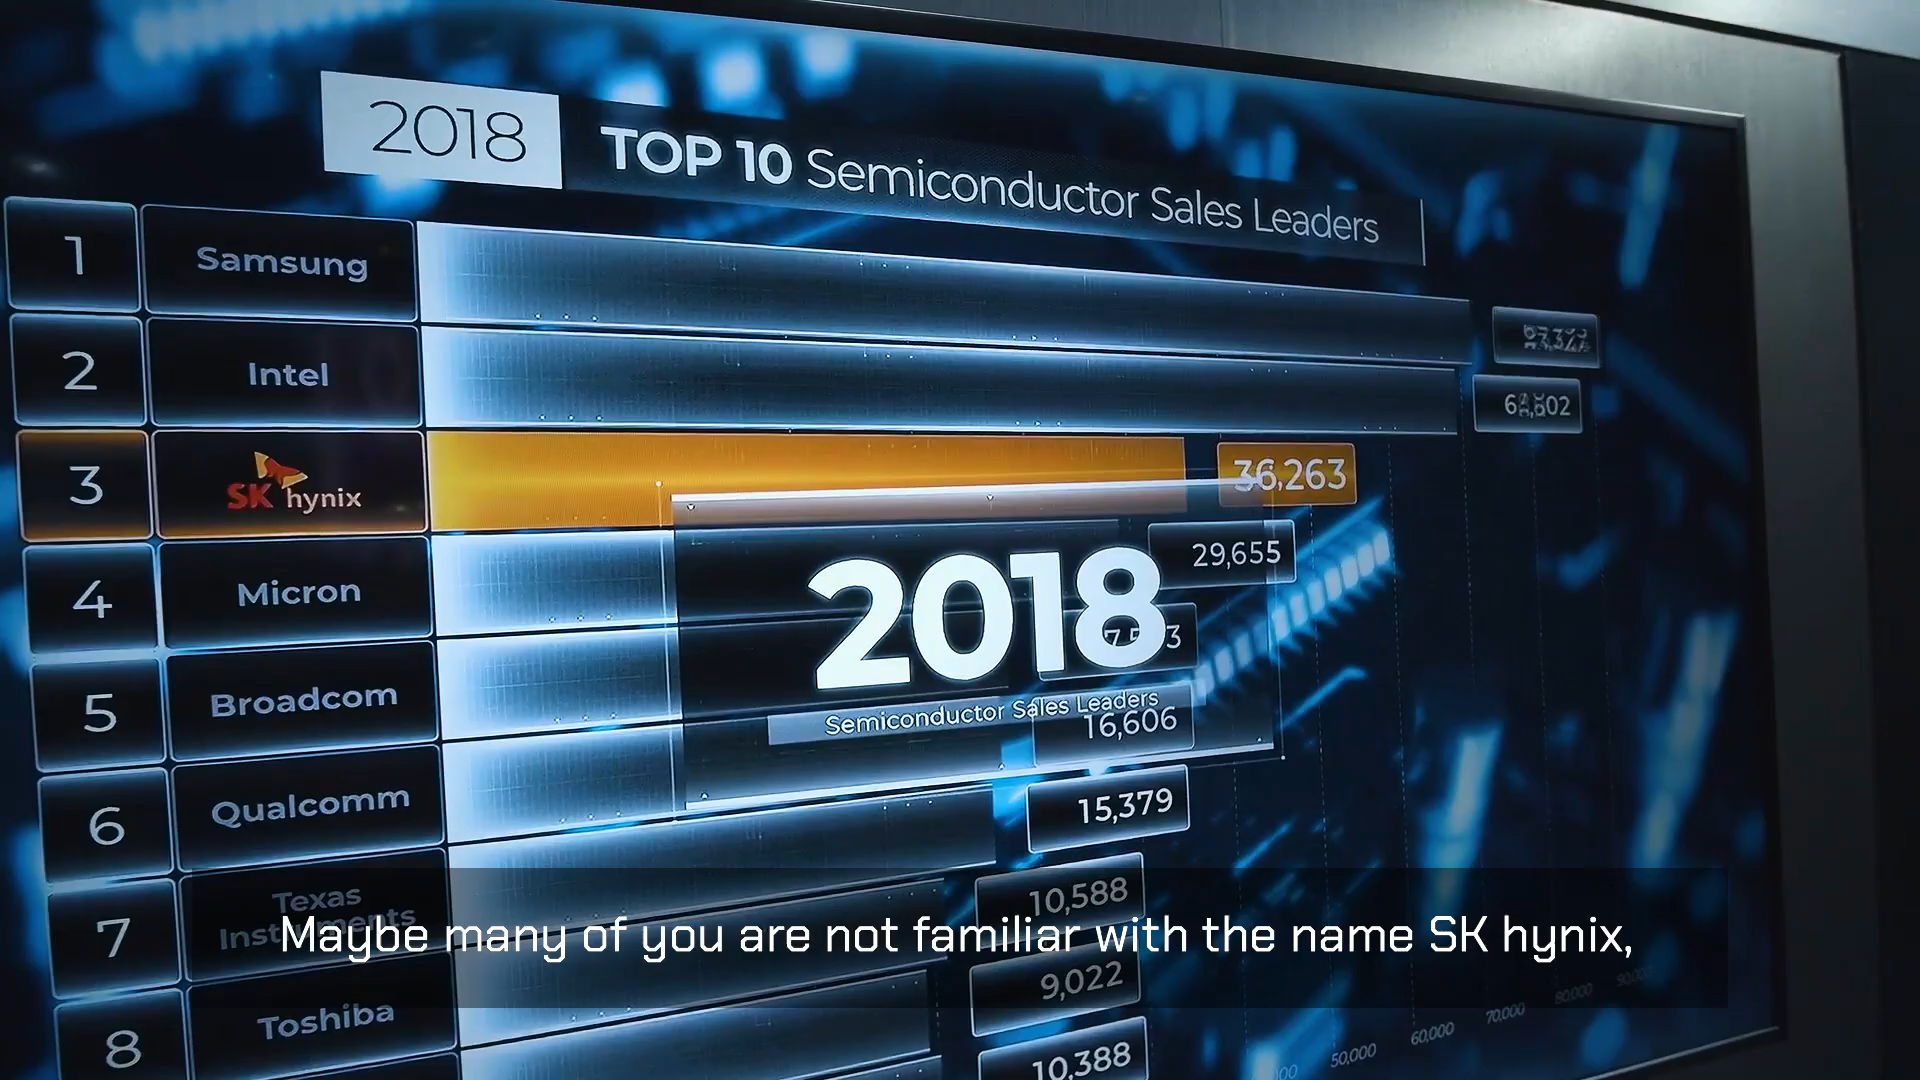 2018
TOP 10 Semiconductor Sales Leaders
1 Samsung
2 Intel
3 SK hynix 36,263
4 Micron 29,655
5 Broadcom
16,606
6 Qualcomm 15,379
7 Texas
Instruments
10,588
9,022
8 Toshiba
10,388
2018
Semiconductor Sales Leaders
50,000 60,000 70,000 80,000
Maybe many of you are not familiar with the name SK hynix,